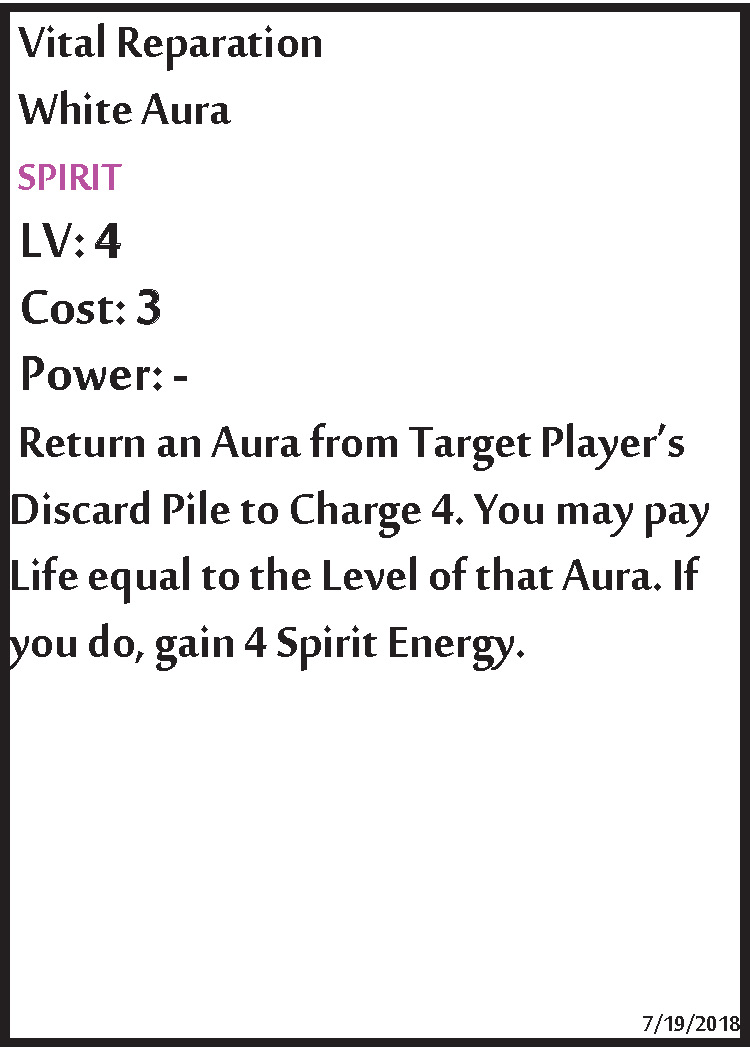 Vital Reparation
White Aura
SPIRIT
LV: 4
Cost: 3
Power: -
Return an Aura from Target Player's
Discard Pile to Charge 4. You may pay
Life equal to the Level of that Aura. If
you do, gain 4 Spirit Energy.
7/19/2018